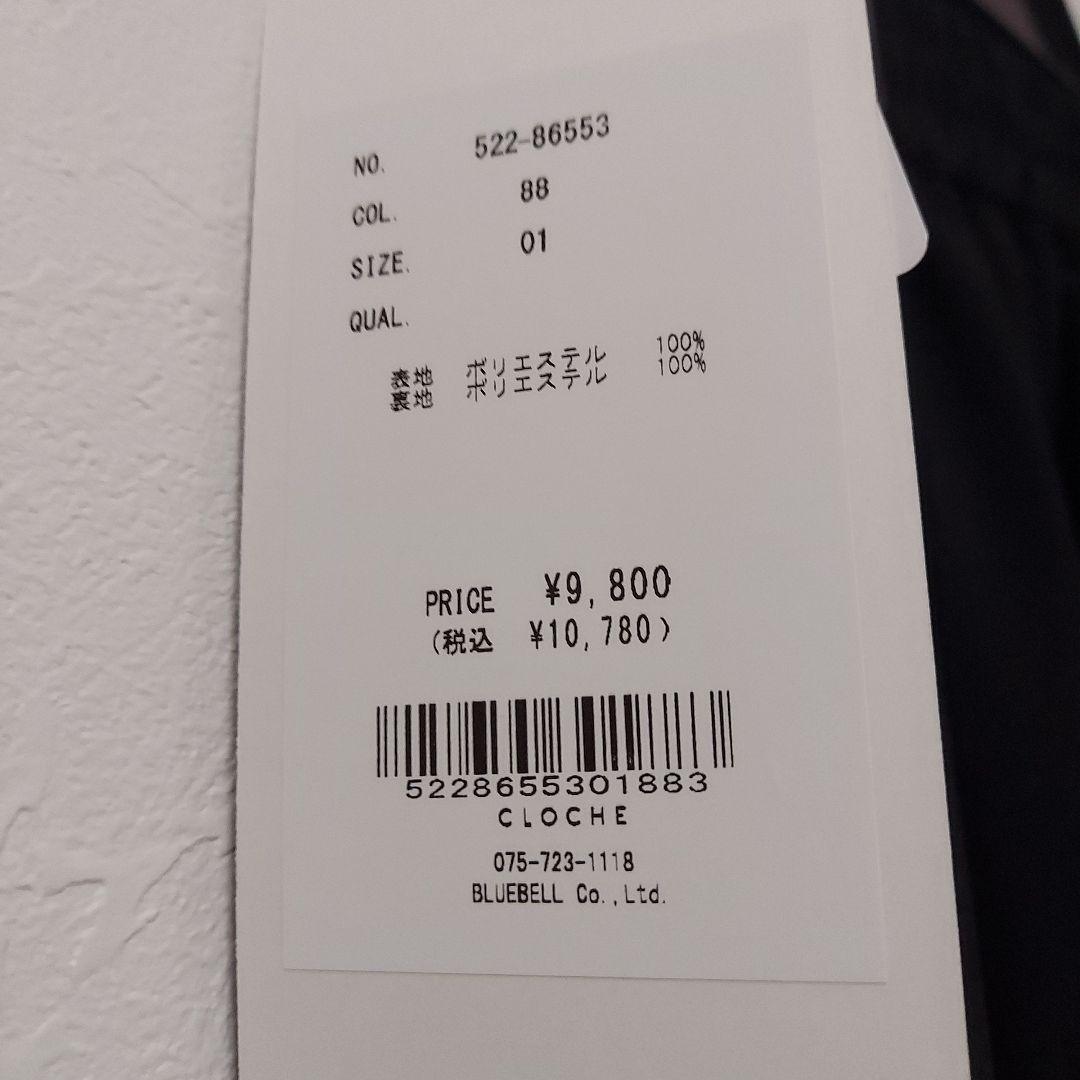 NO. 522-86553
COL. 88
SIZE. 01
QUAL.
表地 ポリエステル 100%
裏地 ポリエステル 100%
PRICE ¥9,800
(税込 ¥10,780)
5228655301883
CLOCHE
075-723-1118
BLUEBELL Co.,Ltd.